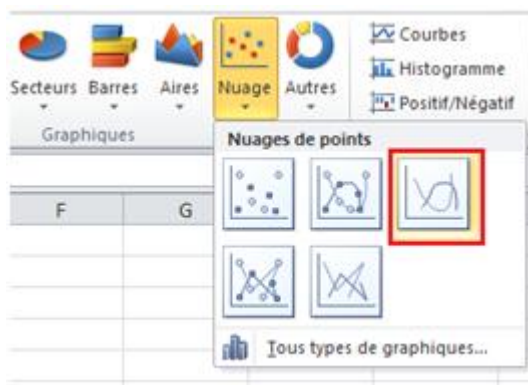 Courbes
Histogramme
Positif/Négatif
Secteurs Barres Aires Nuage Autres
Graphiques
Nuages de points
F G
Tous types de graphiques...